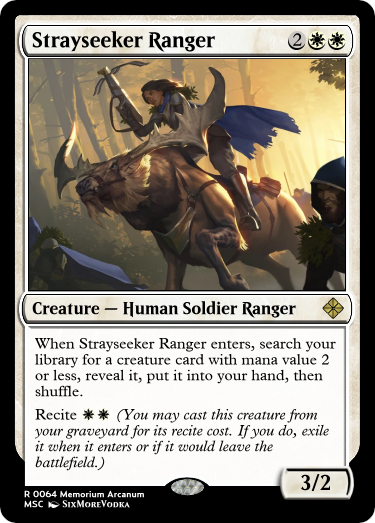 Strayseeker Ranger 2
Creature — Human Soldier Ranger
When Strayseeker Ranger enters, search your
library for a creature card with mana value 2
or less, reveal it, put it into your hand, then
shuffle.
Recite (You may cast this creature from
your graveyard for its recite cost. If you do, exile
it when it enters or if it would leave the
battlefield.)
3/2
R 0064 Memorium Arcanum
MSC SixMoreVodka